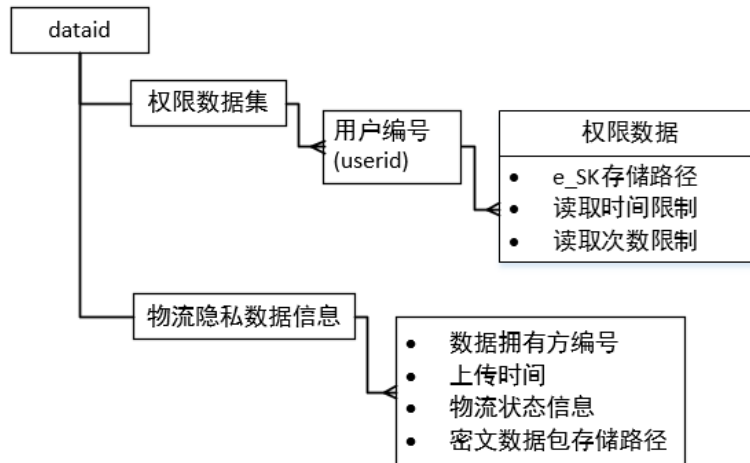 dataid
权限数据集
用户编号
(userid)
权限数据
• e_SK存储路径
• 读取时间限制
• 读取次数限制
物流隐私数据信息
• 数据拥有方编号
• 上传时间
• 物流状态信息
• 密文数据包存储路径